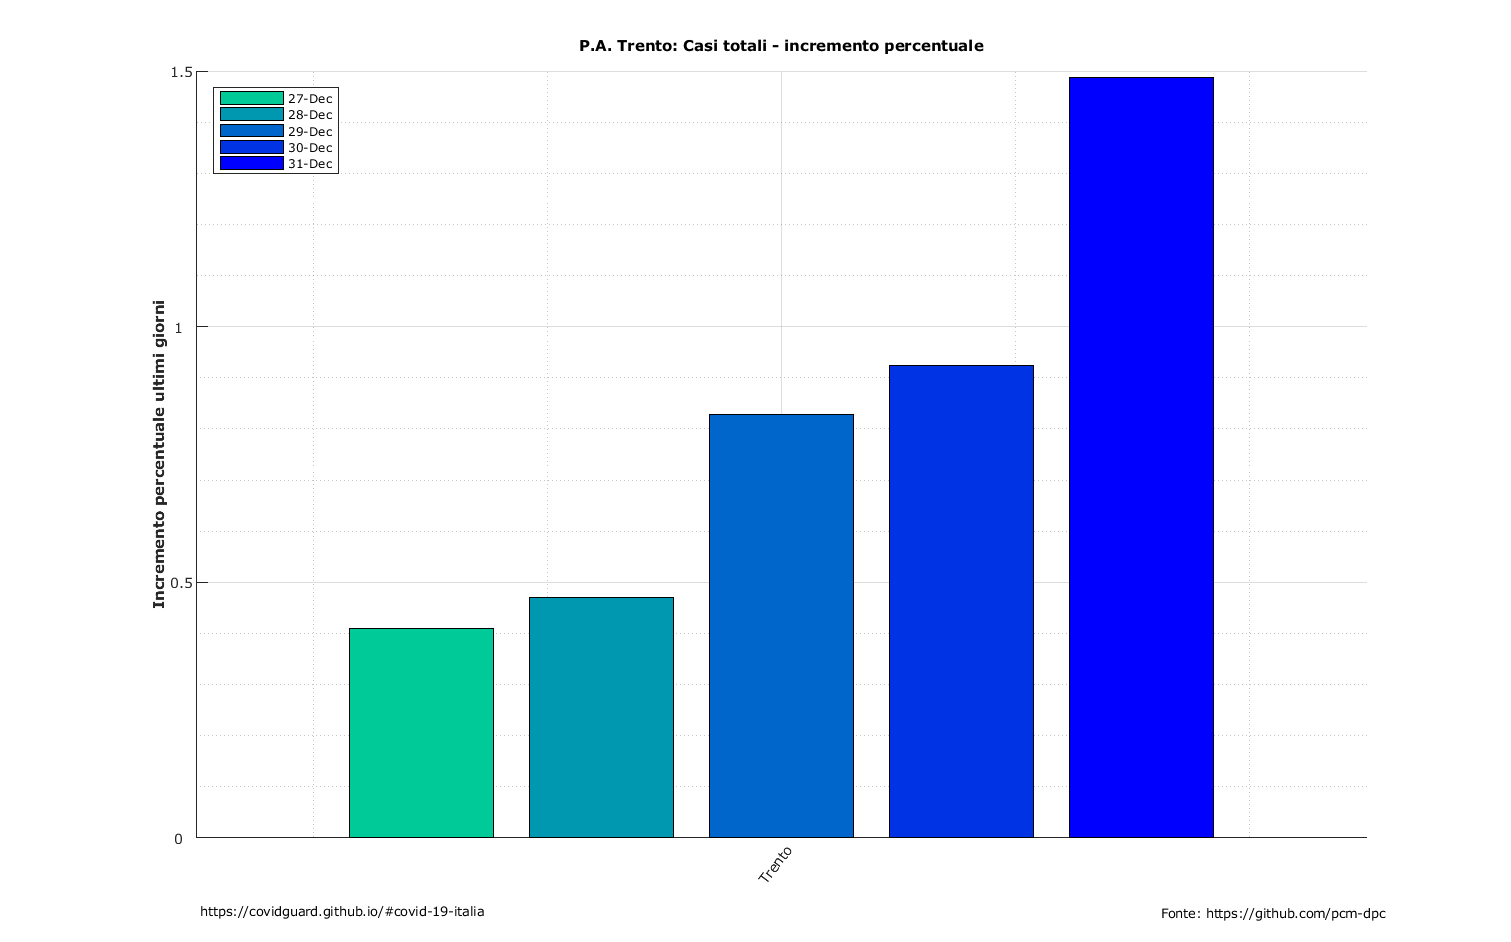 P.A. Trento: Casi totali - incremento percentuale
1.5
27-Dec
28-Dec
29-Dec
30-Dec
31-Dec
Incremento percentuale ultimi giorni
1
0.5
0
Trento
https://covidguard.github.io/#covid-19-italia
Fonte: https://github.com/pcm-dpc